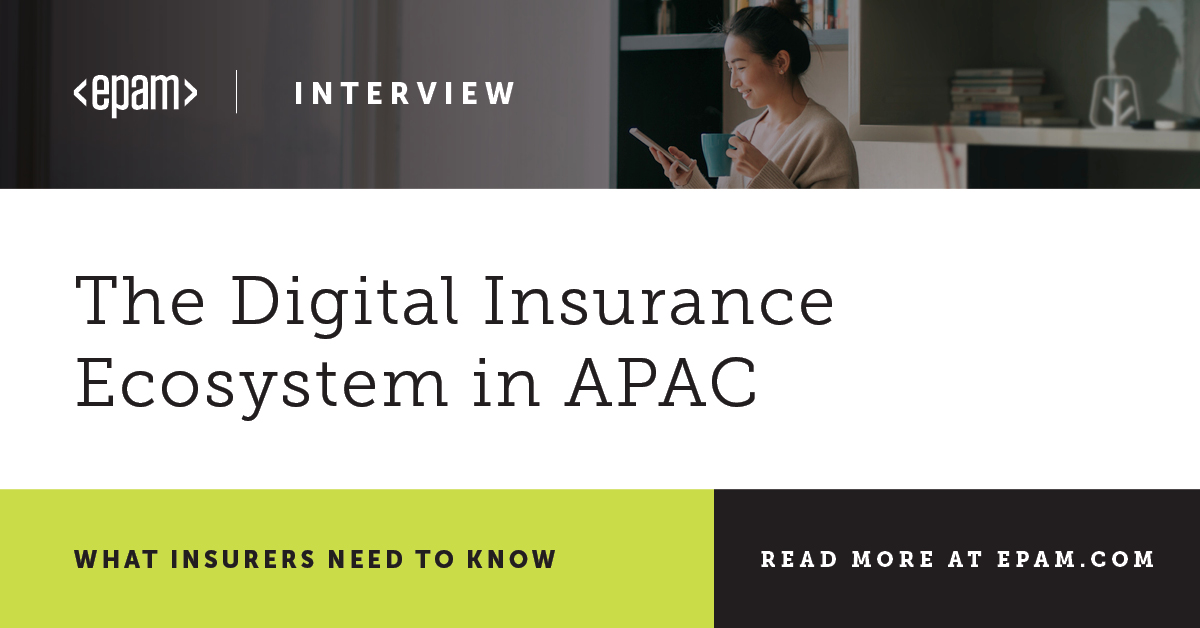 <epam>
INTERVIEW
The Digital Insurance
Ecosystem in APAC
WHAT INSURERS NEED TO KNOW
READ MORE AT EPAM.COM